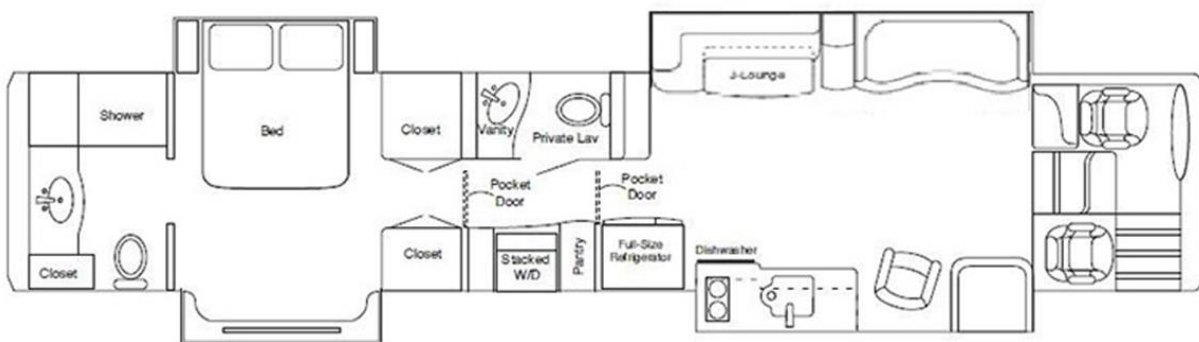 Shower
Bed
Closet
Vanity
Private Lav
J-Lounge
Pocket
Door
Pocket
Door
Closet
Closet
Stacked
W/D
Pantry
Full-Size
Refrigerator
Dishwasher